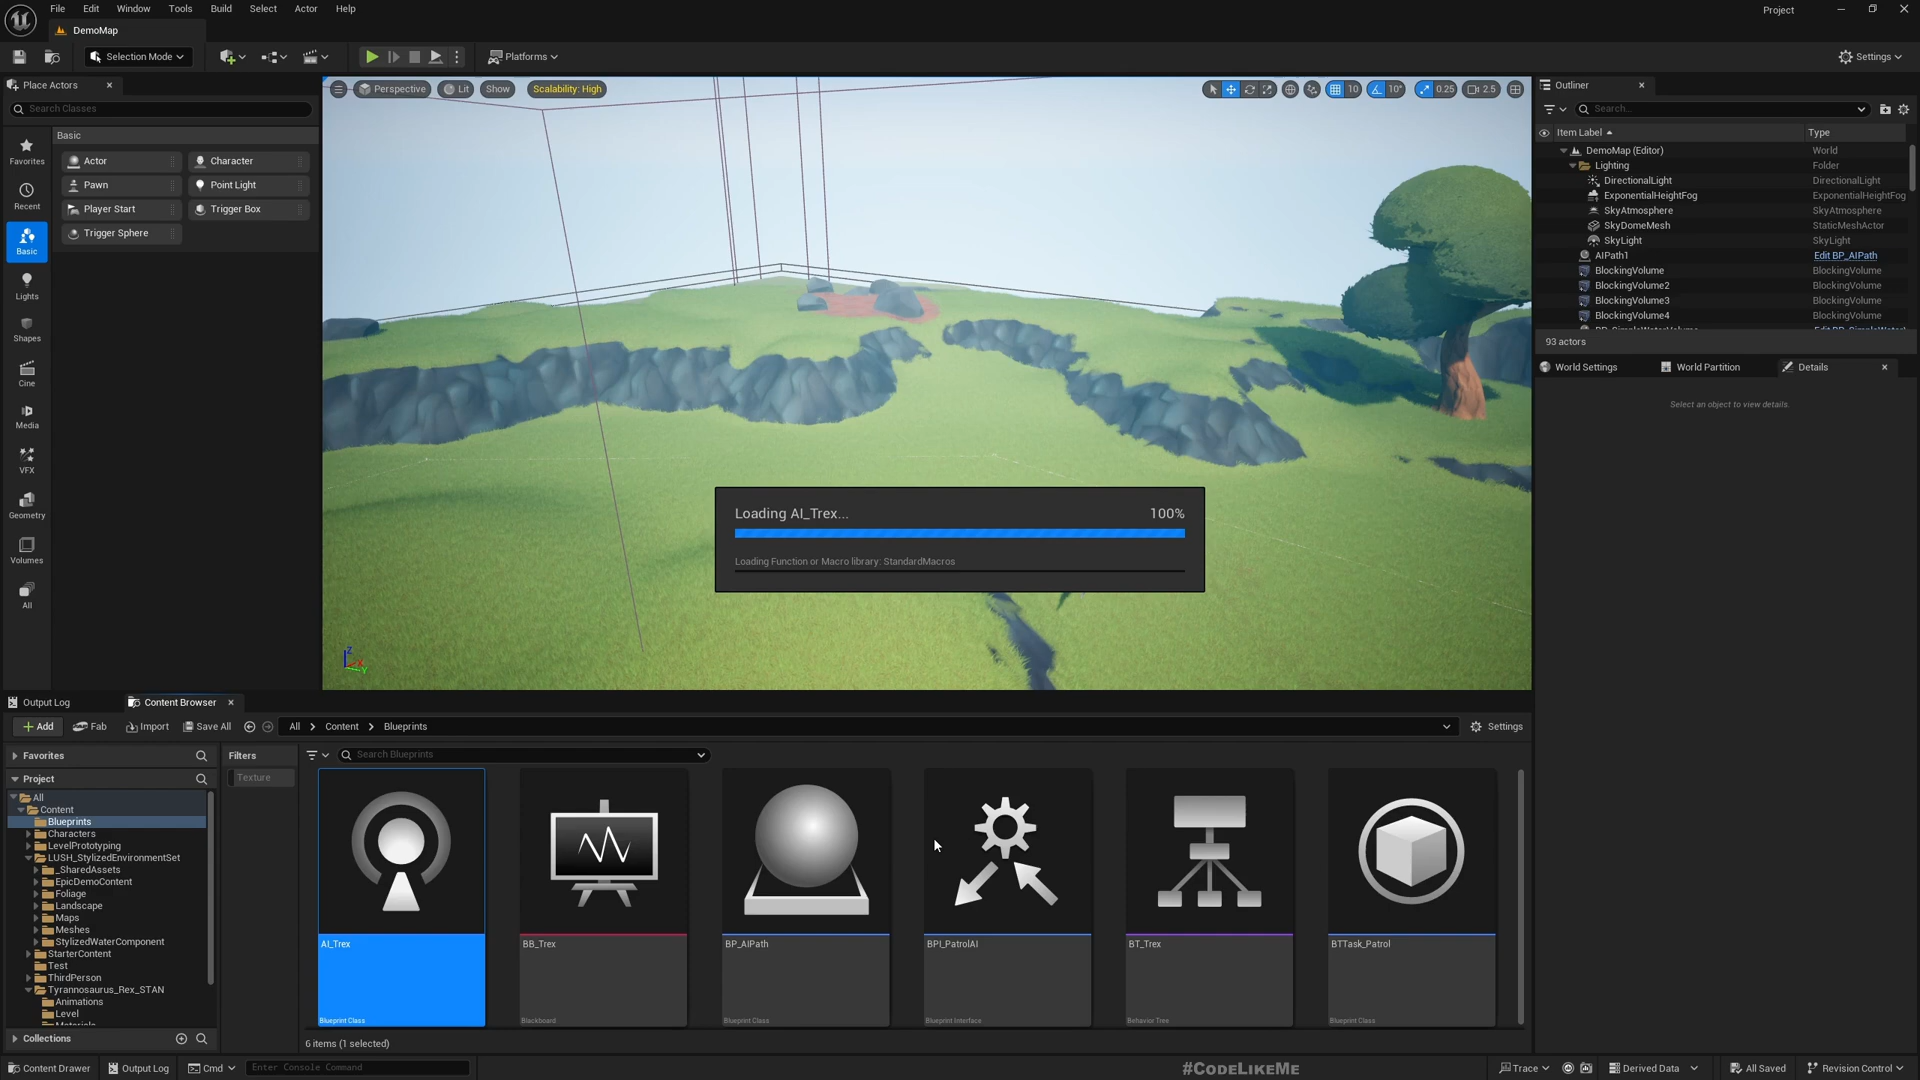 File Edit Window Tools Build Select Actor Help
Project
DemoMap
Selection Mode
Platforms
Settings
Place Actors
Search Classes
Favorites
Recent
Basic
Lights
Shapes
Cine
Media
VFX
Geometry
Volumes
All
Basic
Actor
Character
Pawn
Point Light
Player Start
Trigger Box
Trigger Sphere
Perspective Lit Show Scalability: High
10 10° 0.25 2.5
Loading AI_Trex... 100%
Loading Function or Macro library: StandardMacros
Z
X
Y
Outliner
Search...
Item Label Type
DemoMap (Editor) World
Lighting Folder
DirectionalLight DirectionalLight
ExponentialHeightFog ExponentialHeightFog
SkyAtmosphere SkyAtmosphere
SkyDomeMesh StaticMeshActor
SkyLight SkyLight
AIPath1 Edit BP_AIPath
BlockingVolume BlockingVolume
BlockingVolume2 BlockingVolume
BlockingVolume3 BlockingVolume
BlockingVolume4 BlockingVolume
93 actors
World Settings World Partition Details
Select an object to view details.
Output Log Content Browser
Add Fab Import Save All All Content Blueprints Settings
Favorites
Project
All
Content
Blueprints
Characters
LevelPrototyping
LUSH_StylizedEnvironmentSet
_SharedAssets
EpicDemoContent
Foliage
Landscape
Maps
Meshes
StylizedWaterComponent
StarterContent
Test
ThirdPerson
Tyrannosaurus_Rex_STAN
Animations
Level
Collections
Filters
Texture
Search Blueprints
AI_Trex
Blueprint Class
BB_Trex
Blackboard
BP_AIPath
Blueprint Class
BPI_PatrolAI
Blueprint Interface
BT_Trex
Behavior Tree
BTTask_Patrol
Blueprint Class
6 items (1 selected)
Content Drawer Output Log Cmd Enter Console Command
#CodeLikeMe
Trace Derived Data All Saved Revision Control